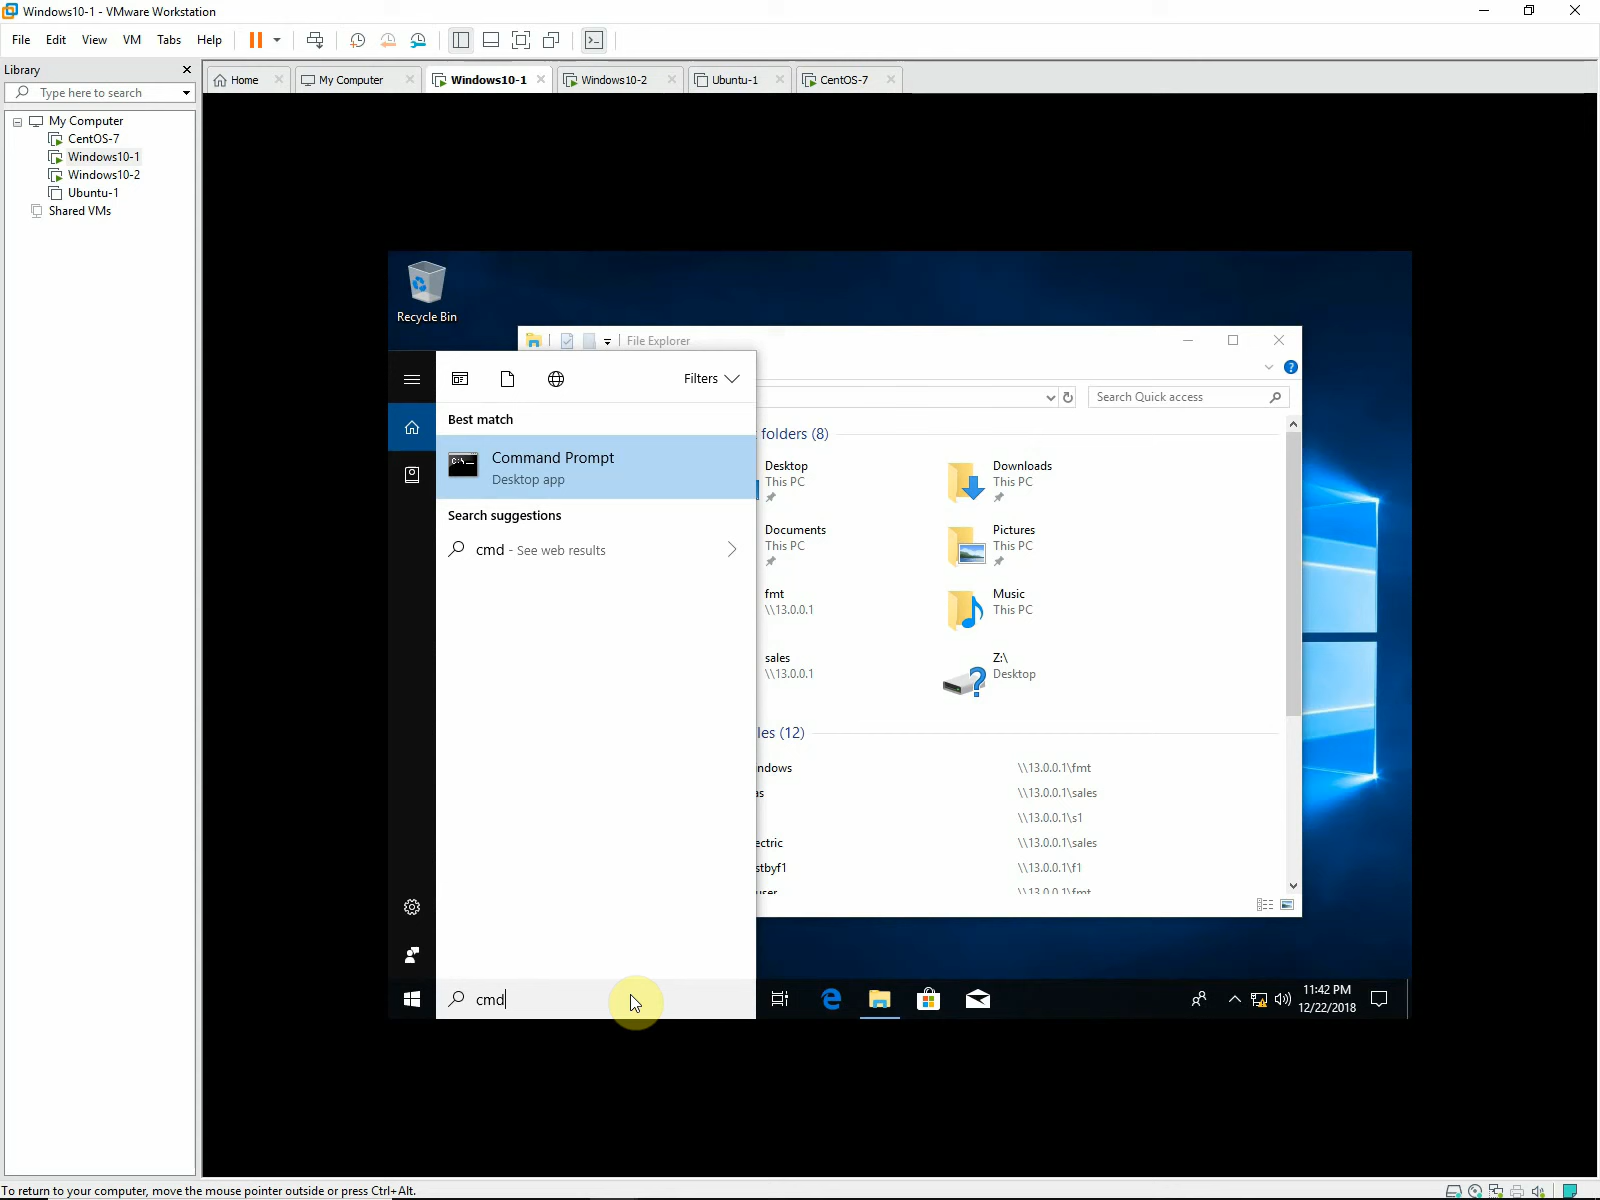 Windows10-1 - VMware Workstation
File Edit View VM Tabs Help
Library
Type here to search
My Computer
CentOS-7
Windows10-1
Windows10-2
Ubuntu-1
Shared VMs
Home My Computer Windows10-1 Windows10-2 Ubuntu-1 CentOS-7
Recycle Bin
File Explorer
Filters
Best match
Command Prompt
Desktop app
Search suggestions
cmd - See web results
cmd
Search Quick access
folders (8)
Desktop
This PC
Downloads
This PC
Documents
This PC
Pictures
This PC
fmt
\\13.0.0.1
Music
This PC
sales
\\13.0.0.1
Z:\
Desktop
les (12)
ndows \\13.0.0.1\fmt
as \\13.0.0.1\sales
\\13.0.0.1\s1
ectric \\13.0.0.1\sales
stbyf1 \\13.0.0.1\f1
user \\13.0.0.1\fmt
11:42 PM
12/22/2018
To return to your computer, move the mouse pointer outside or press Ctrl+Alt.